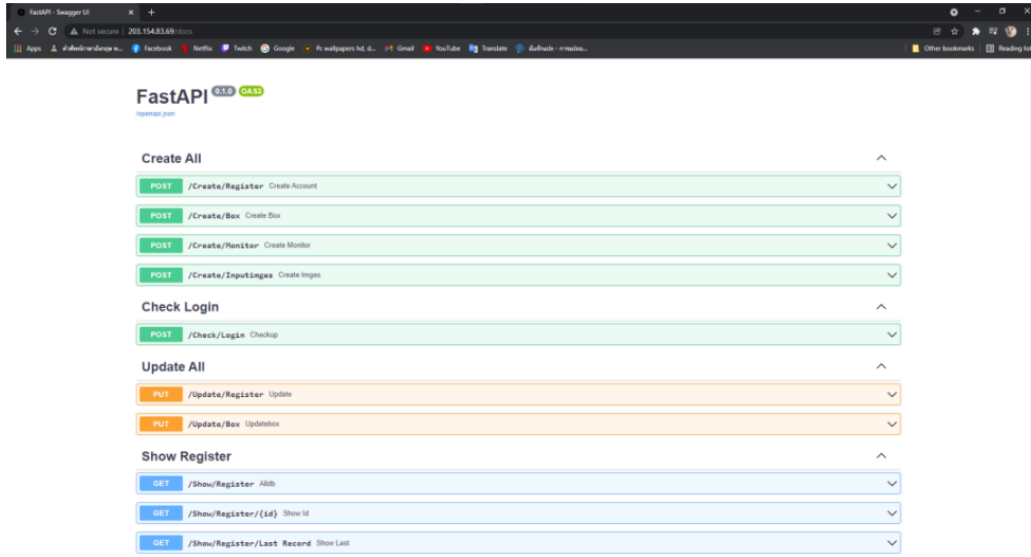 FastAPI - Swagger UI
Not secure | 203.154.83.69/docs
Apps Facebook Netflix Twitch Google Pc wallpapers hd, d... Gmail YouTube Translate Other bookmarks Reading list
FastAPI 0.1.0 OAS3
/openapi.json
Create All
POST /Create/Register Create Account
POST /Create/Box Create Box
POST /Create/Monitor Create Monitor
POST /Create/Inputimges Create Imges
Check Login
POST /Check/Login Checkup
Update All
PUT /Update/Register Update
PUT /Update/Box Updatebox
Show Register
GET /Show/Register Alldb
GET /Show/Register/{id} Show Id
GET /Show/Register/Last Record Show Last